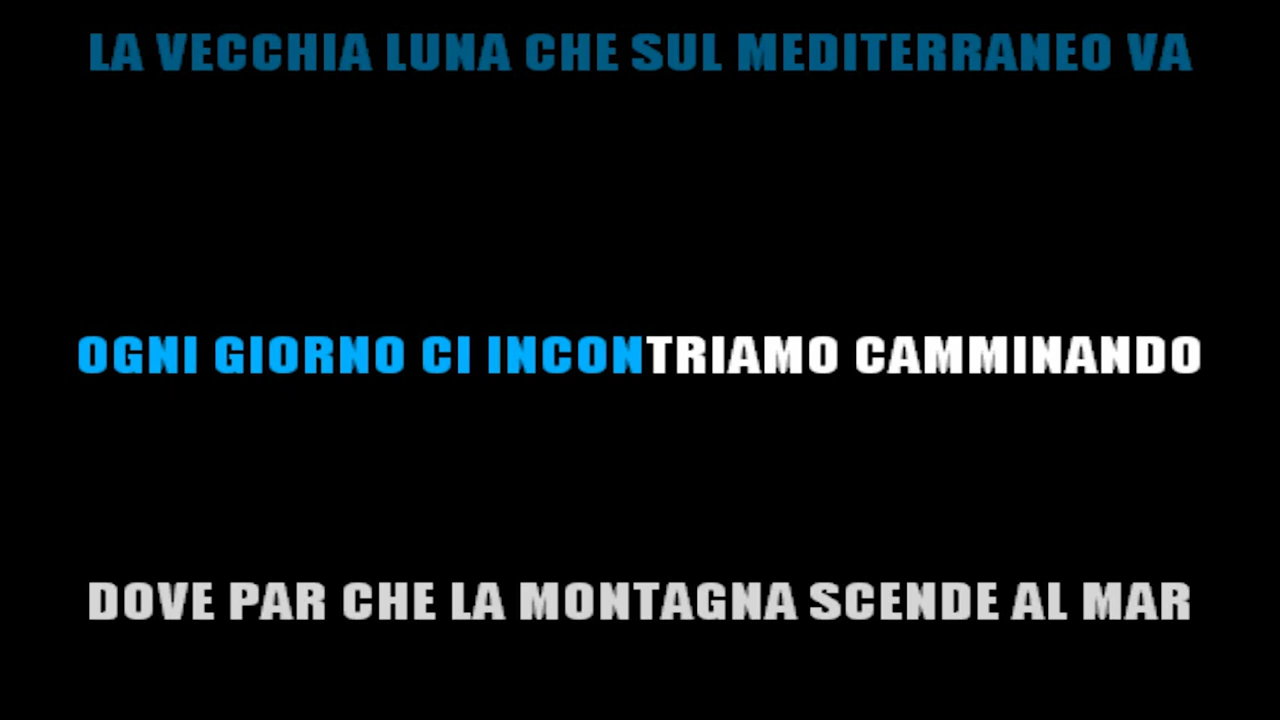 LA VECCHIA LUNA CHE SUL MEDITERRANEO VA
OGNI GIORNO CI INCONTRIAMO CAMMINANDO
DOVE PAR CHE LA MONTAGNA SCENDE AL MAR